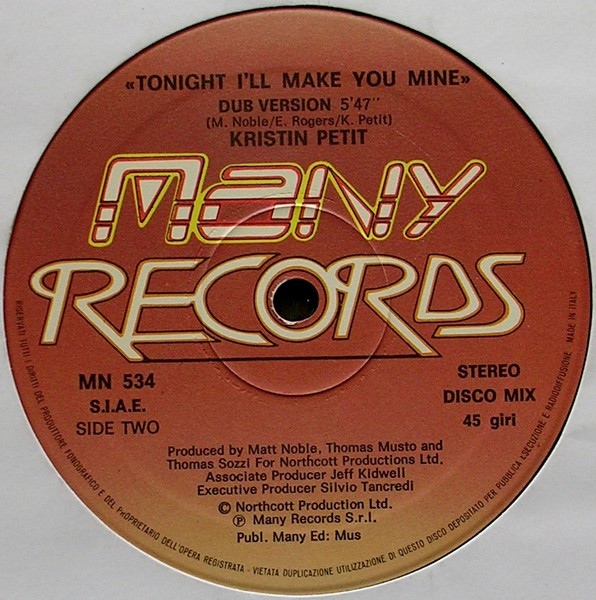 «TONIGHT I'LL MAKE YOU MINE»
DUB VERSION 5'47"
(M. Noble/E. Rogers/K. Petit)
KRISTIN PETIT
MANY
RECORDS
MN 534
S.I.A.E.
SIDE TWO
STEREO
DISCO MIX
45 giri
Produced by Matt Noble, Thomas Musto and
Thomas Sozzi For Northcott Productions Ltd.
Associate Producer Jeff Kidwell
Executive Producer Silvio Tancredi
© Northcott Production Ltd.
℗ Many Records S.r.l.
Publ. Many Ed: Mus
RISERVATI TUTTI I DIRITTI DEL PRODUTTORE FONOGRAFICO E DEL PROPRIETARIO DELL'OPERA REGISTRATA - VIETATA DUPLICAZIONE UTILIZZAZIONE DI QUESTO DISCO DEPOSITATO PER PUBBLICA ESECUZIONE E RADIODIFFUSIONE MADE IN ITALY